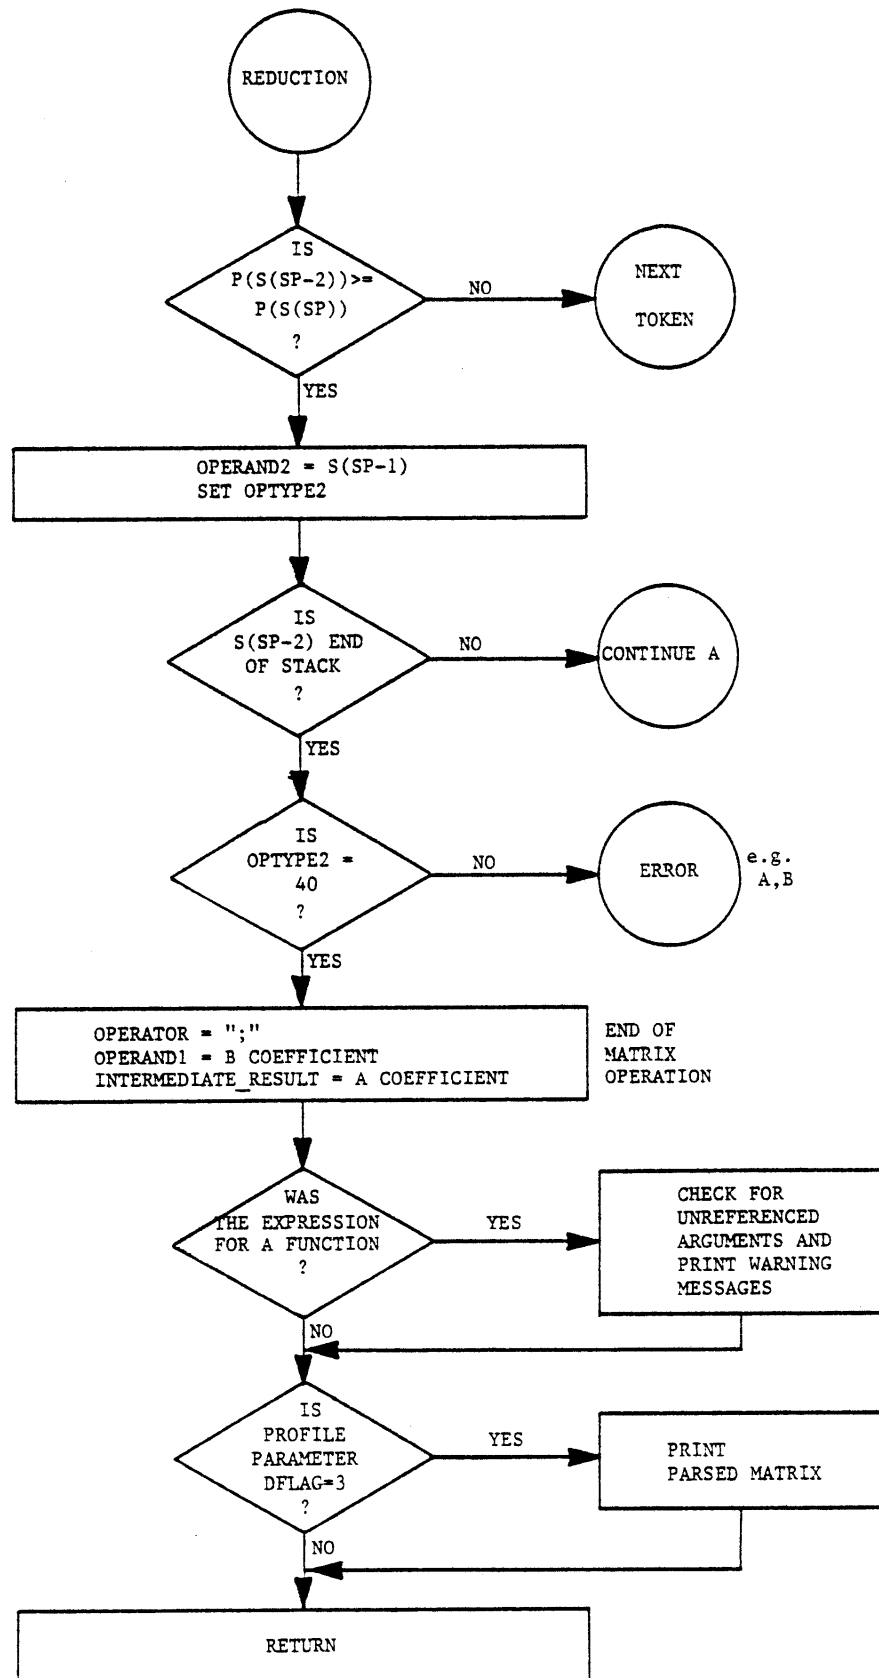 REDUCTION
IS
P(S(SP-2))>=
P(S(SP))
?
NO
NEXT
TOKEN
YES
OPERAND2 = S(SP-1)
SET OPTYPE2
IS
S(SP-2) END
OF STACK
?
NO
CONTINUE A
YES
IS
OPTYPE2 =
40
?
NO
ERROR
e.g.
A,B
YES
OPERATOR = ";"
OPERAND1 = B COEFFICIENT
INTERMEDIATE_RESULT = A COEFFICIENT
END OF
MATRIX
OPERATION
WAS
THE EXPRESSION
FOR A FUNCTION
?
YES
CHECK FOR
UNREFERENCED
ARGUMENTS AND
PRINT WARNING
MESSAGES
NO
IS
PROFILE
PARAMETER
DFLAG=3
?
YES
PRINT
PARSED MATRIX
NO
RETURN